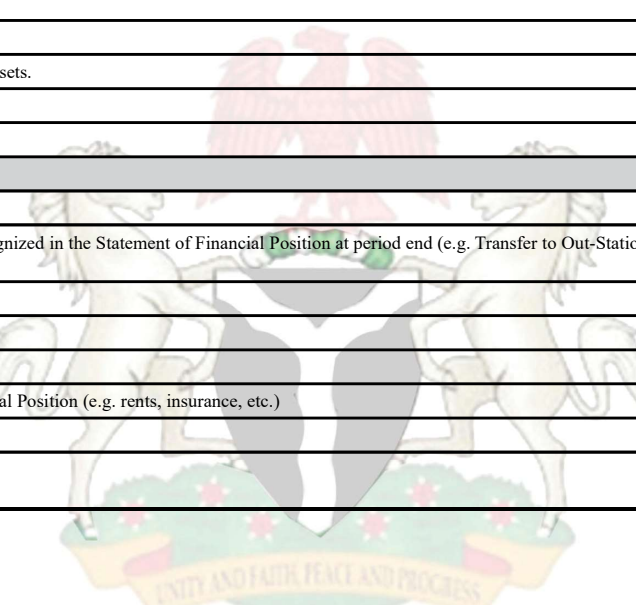 sets.
gnized in the Statement of Financial Position at period end (e.g. Transfer to Out-Statio
al Position (e.g. rents, insurance, etc.)
UNITY AND FAITH, PEACE AND PROGRESS